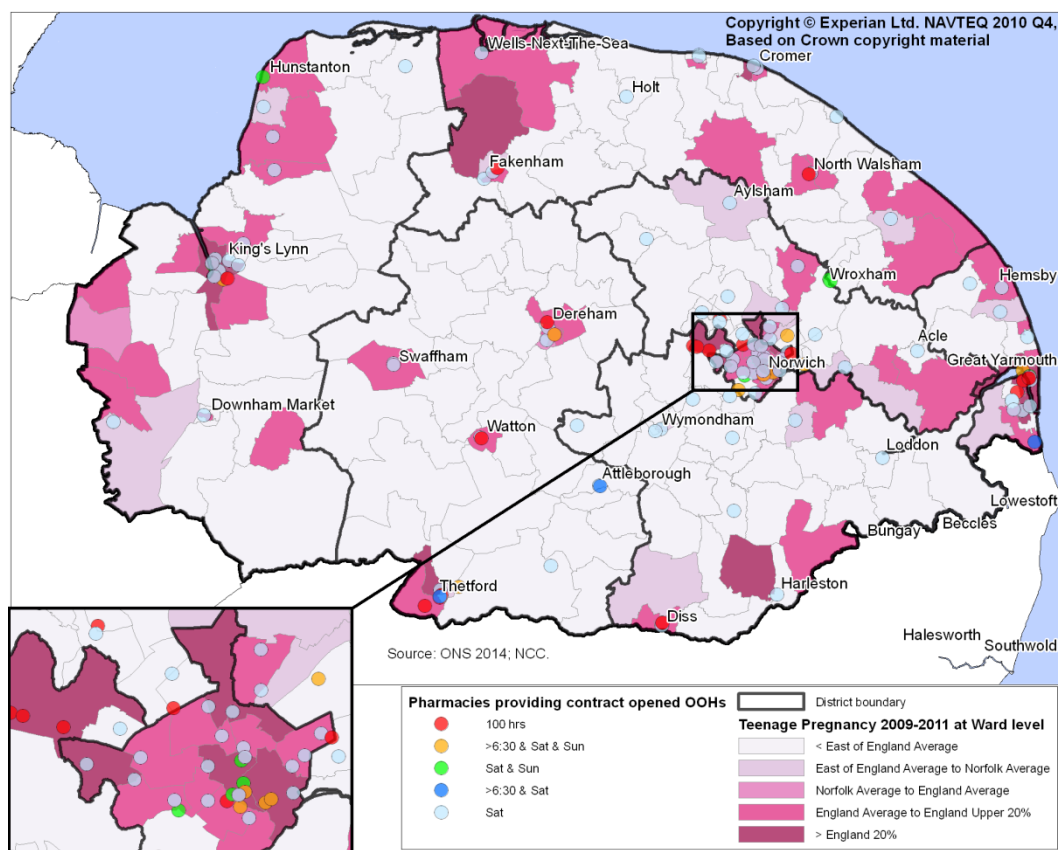 Copyright © Experian Ltd. NAVTEQ 2010 Q4,
Based on Crown copyright material
Wells-Next-The-Sea
Cromer
Hunstanton
Holt
Fakenham
North Walsham
Aylsham
King's Lynn
Wroxham
Hemsby
Dereham
Acle
Swaffham
Norwich
Great Yarmouth
Downham Market
Watton
Wymondham
Loddon
Attleborough
Lowestoft
Bungay
Beccles
Thetford
Harleston
Diss
Halesworth
Southwold
Source: ONS 2014; NCC.
Pharmacies providing contract opened OOHs
100 hrs
>6:30 & Sat & Sun
Sat & Sun
>6:30 & Sat
Sat
District boundary
Teenage Pregnancy 2009-2011 at Ward level
< East of England Average
East of England Average to Norfolk Average
Norfolk Average to England Average
England Average to England Upper 20%
> England 20%